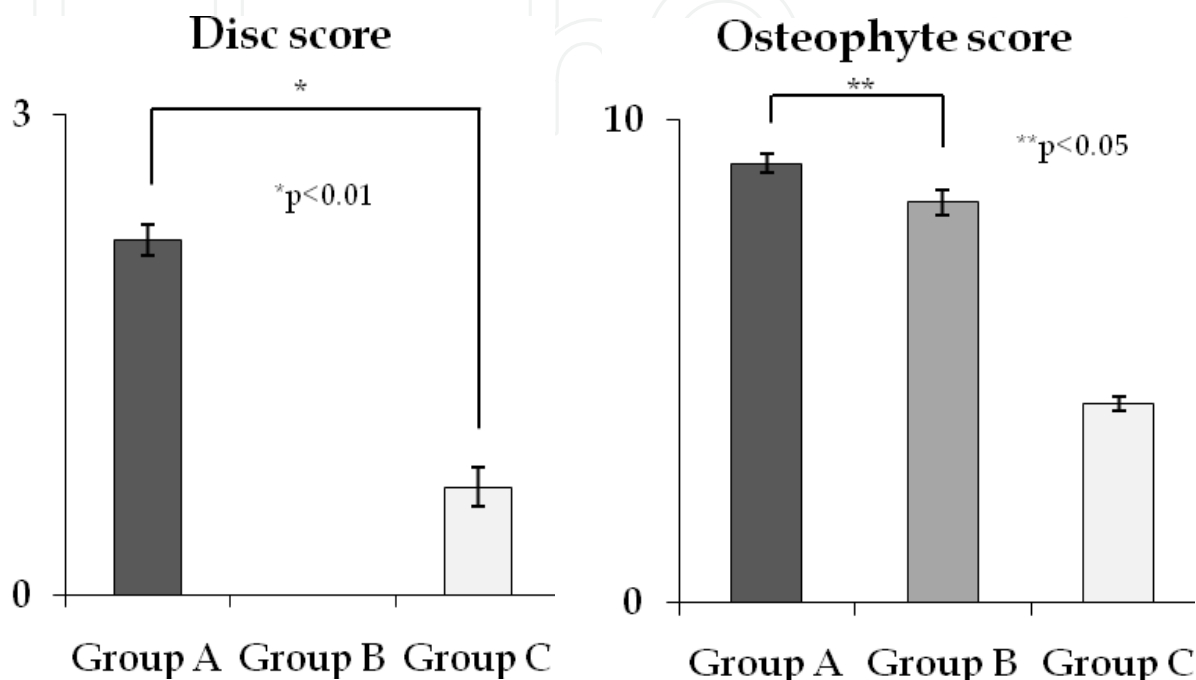 Disc score
*
3
*p<0.01
0
Group A Group B Group C
Osteophyte score
**
10
**p<0.05
0
Group A Group B Group C